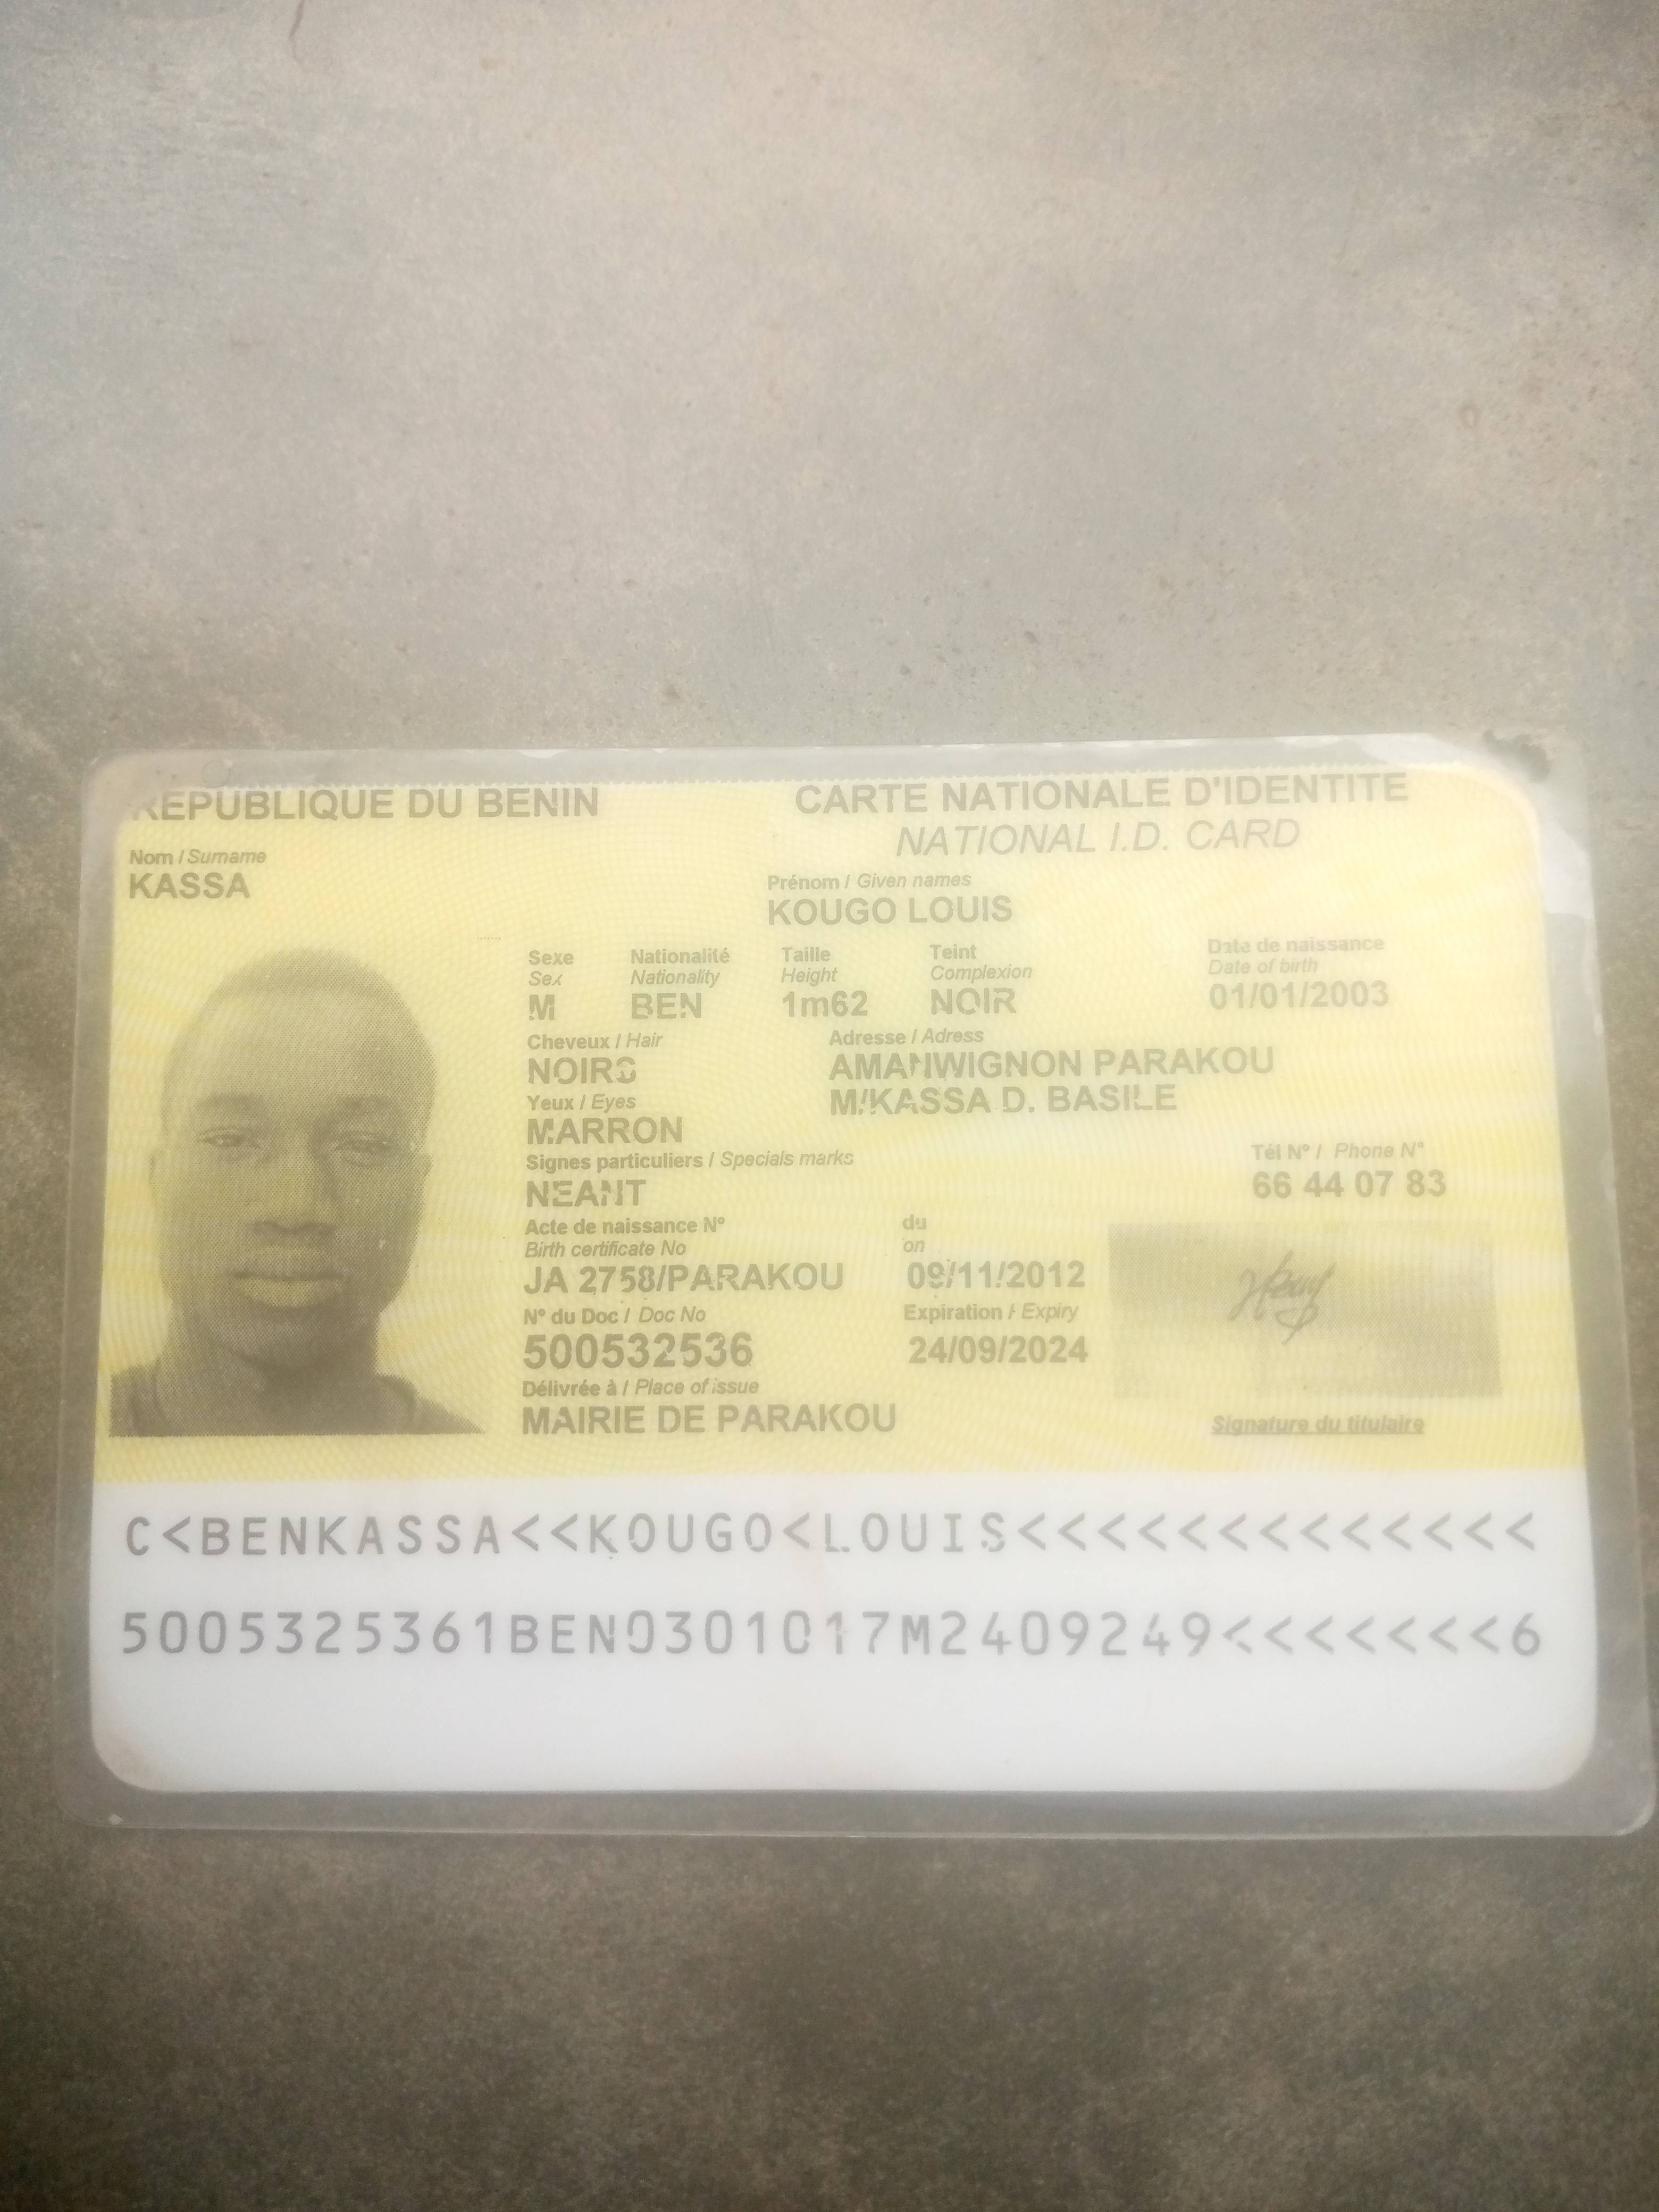 REPUBLIQUE DU BENIN
CARTE NATIONALE D'IDENTITE
NATIONAL I.D. CARD
Nom / Surname
KASSA
Prénom / Given names
KOUGO LOUIS
Sexe Nationalité Taille Teint Date de naissance
Sex Nationality Height Complexion Date of birth
M BEN 1m62 NOIR 01/01/2003
Cheveux / Hair
NOIRS
Adresse / Adress
AMANWIGNON PARAKOU
M/KASSA D. BASILE
Yeux / Eyes
MARRON
Signes particuliers / Specials marks
NEANT
Tél N° / Phone N°
66 44 07 83
Acte de naissance N° du
Birth certificate No on
JA 2758/PARAKOU 09/11/2012
N° du Doc / Doc No Expiration / Expiry
500532536 24/09/2024
Délivrée à / Place of issue
MAIRIE DE PARAKOU
Signature du titulaire
C<BENKASSA<<KOUGO<LOUIS<<<<<<<<<<<<<<
5005325361BEN0301017M2409249<<<<<<<6